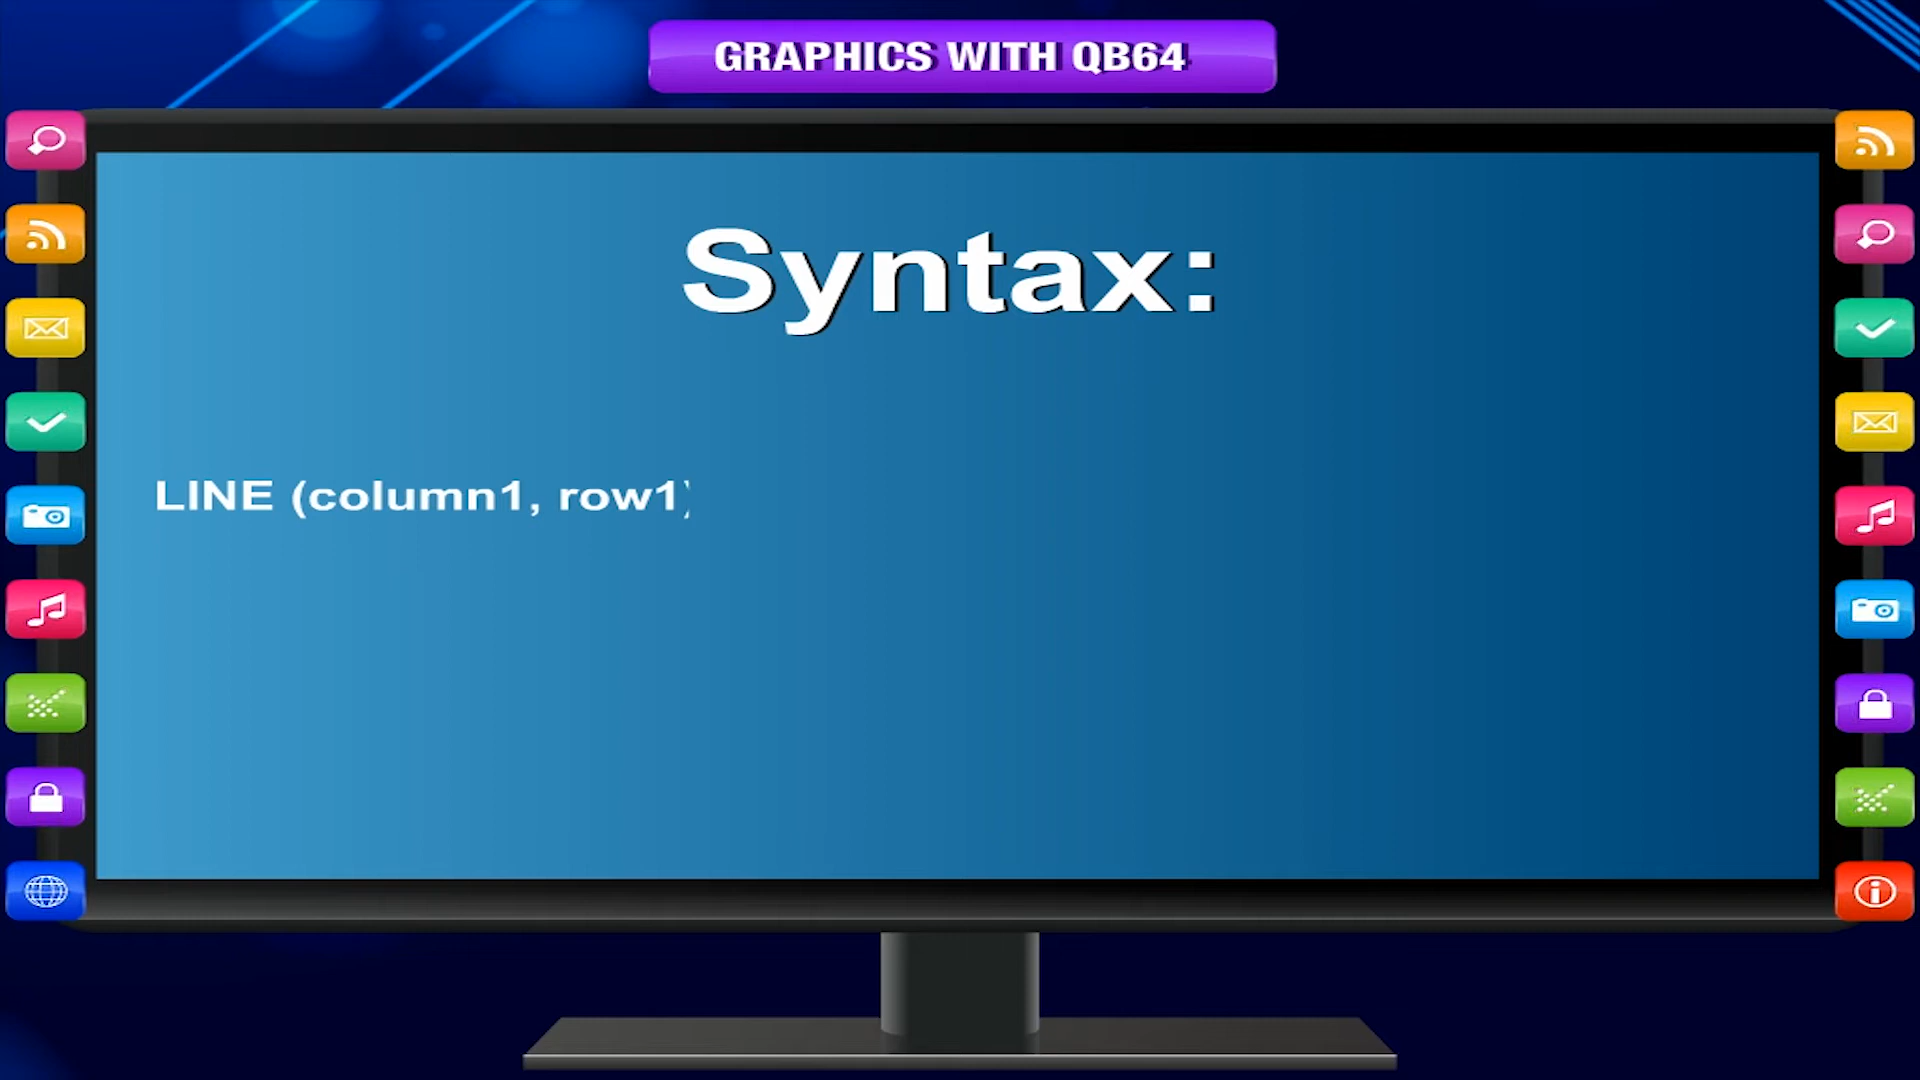 GRAPHICS WITH QB64
Syntax:
LINE (column1, row1)